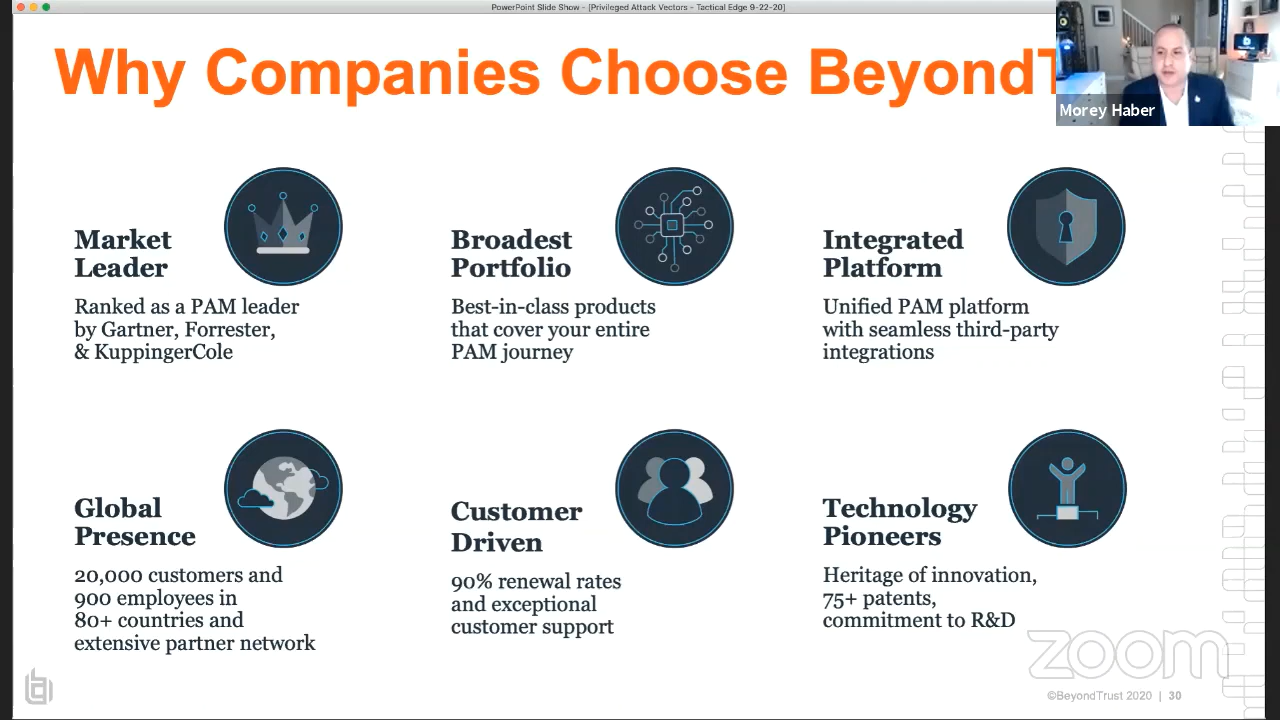 PowerPoint Slide Show - [Privileged Attack Vectors - Tactical Edge 9-22-20]
Why Companies Choose BeyondT
Morey Haber
Market
Leader
Ranked as a PAM leader
by Gartner, Forrester,
& KuppingerCole
Broadest
Portfolio
Best-in-class products
that cover your entire
PAM journey
Integrated
Platform
Unified PAM platform
with seamless third-party
integrations
Global
Presence
20,000 customers and
900 employees in
80+ countries and
extensive partner network
Customer
Driven
90% renewal rates
and exceptional
customer support
Technology
Pioneers
Heritage of innovation,
75+ patents,
commitment to R&D
zoom
©BeyondTrust 2020 | 30